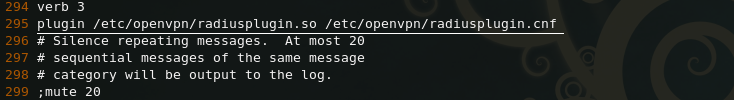 294 verb 3
295 plugin /etc/openvpn/radiusplugin.so /etc/openvpn/radiusplugin.cnf
296 # Silence repeating messages.  At most 20
297 # sequential messages of the same message
298 # category will be output to the log.
299 ;mute 20